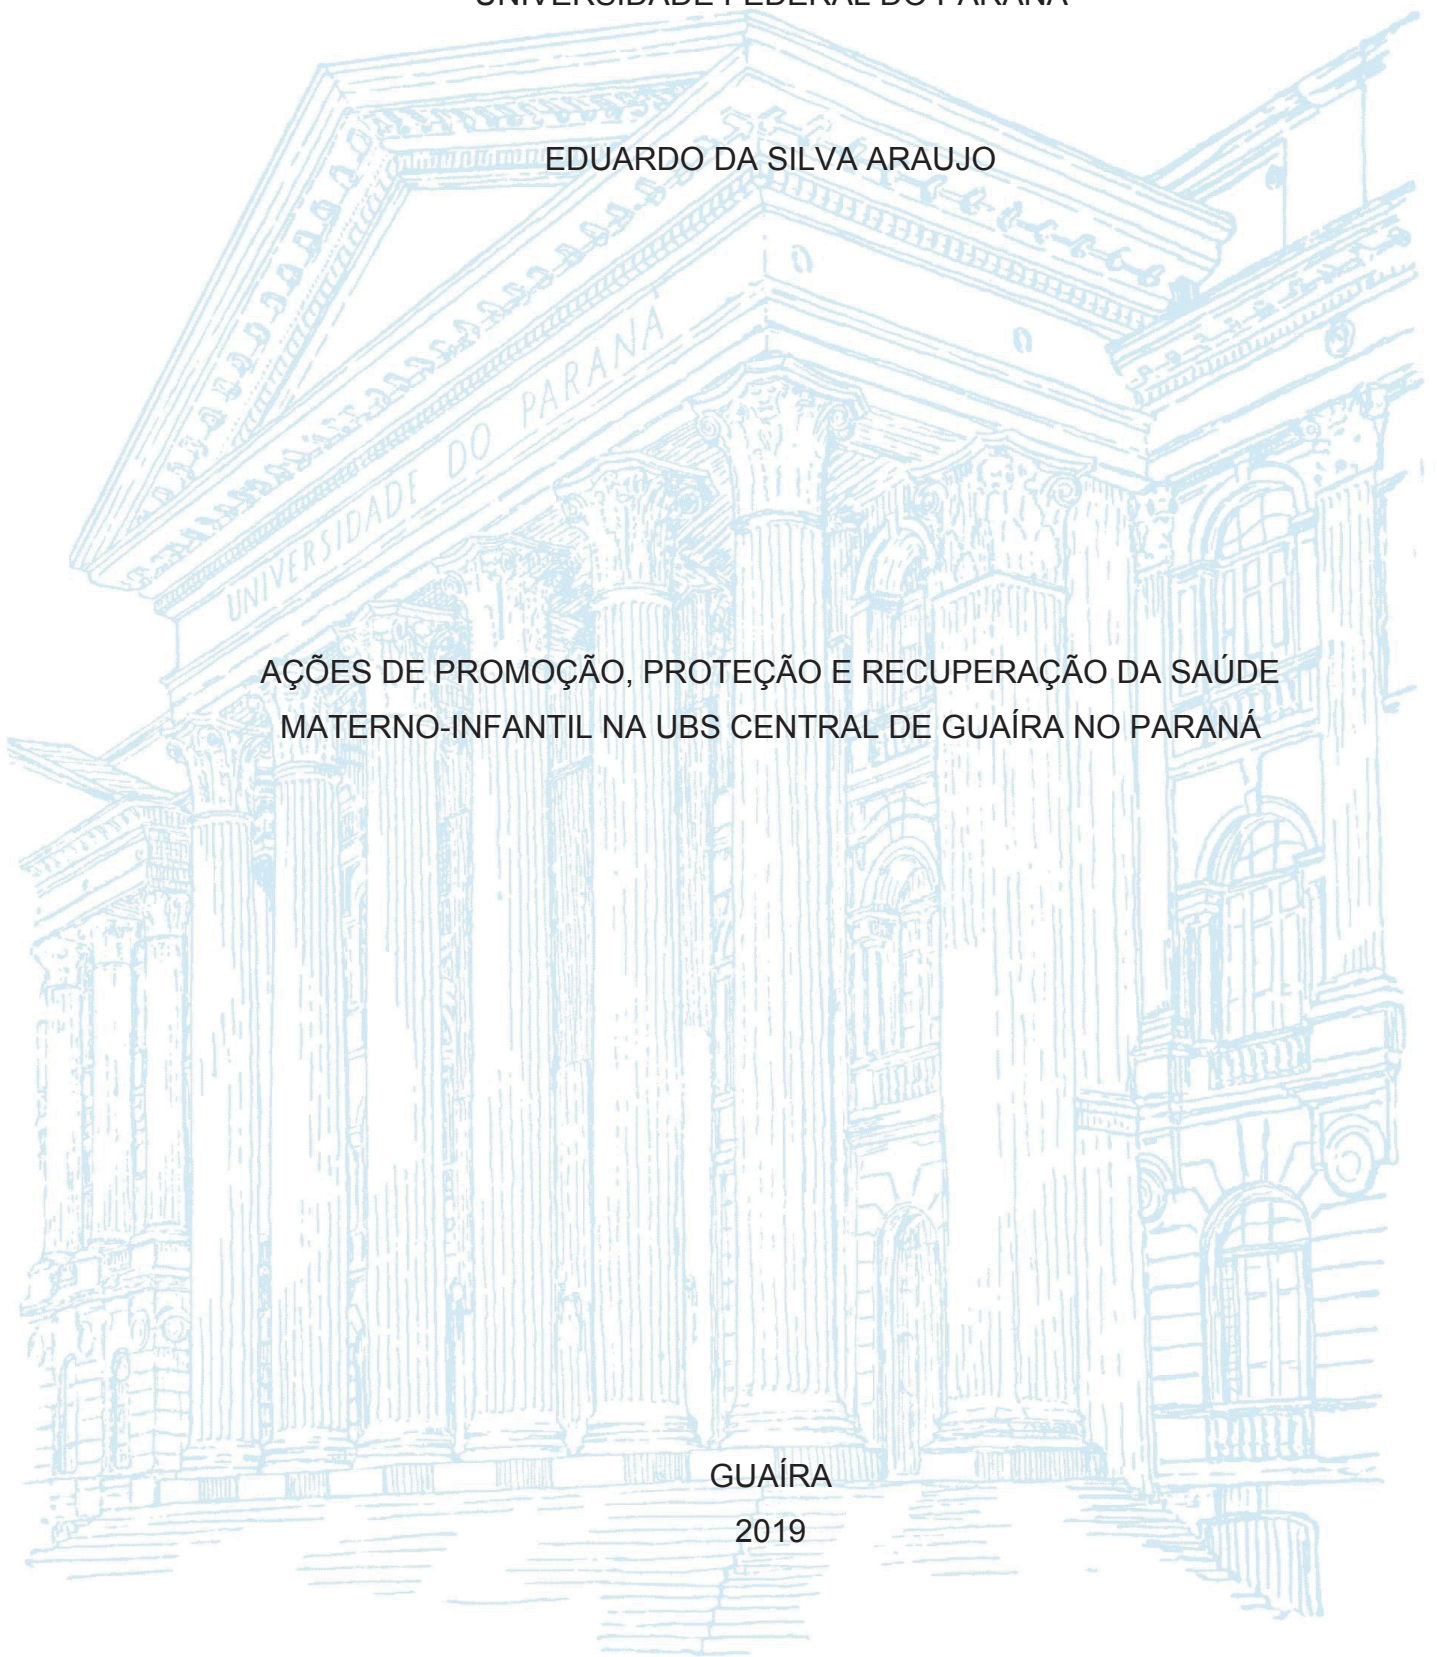 UNIVERSIDADE FEDERAL DO PARANÁ
EDUARDO DA SILVA ARAUJO
UNIVERSIDADE DO PARANÁ
AÇÕES DE PROMOÇÃO, PROTEÇÃO E RECUPERAÇÃO DA SAÚDE
MATERNO-INFANTIL NA UBS CENTRAL DE GUAÍRA NO PARANÁ
GUAÍRA
2019